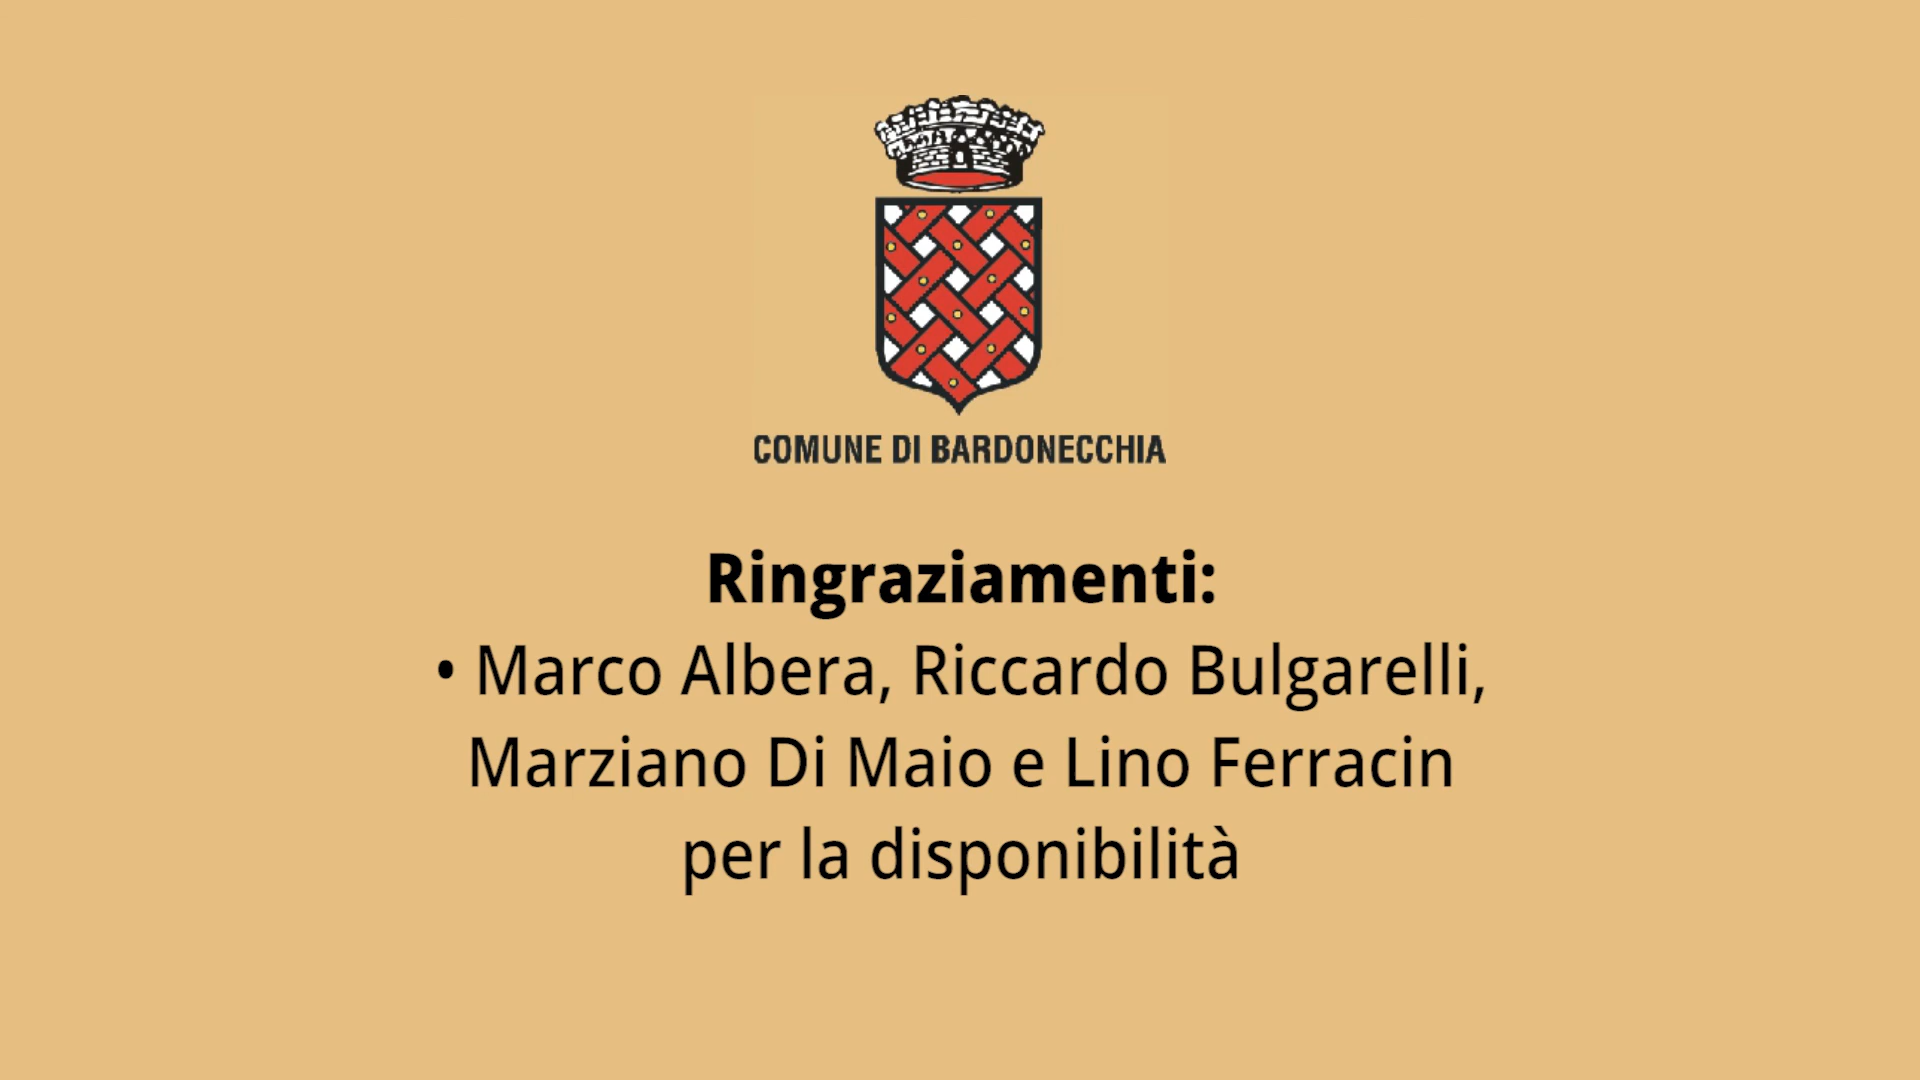 COMUNE DI BARDONECCHIA
Ringraziamenti:
• Marco Albera, Riccardo Bulgarelli,
Marziano Di Maio e Lino Ferracin
per la disponibilità